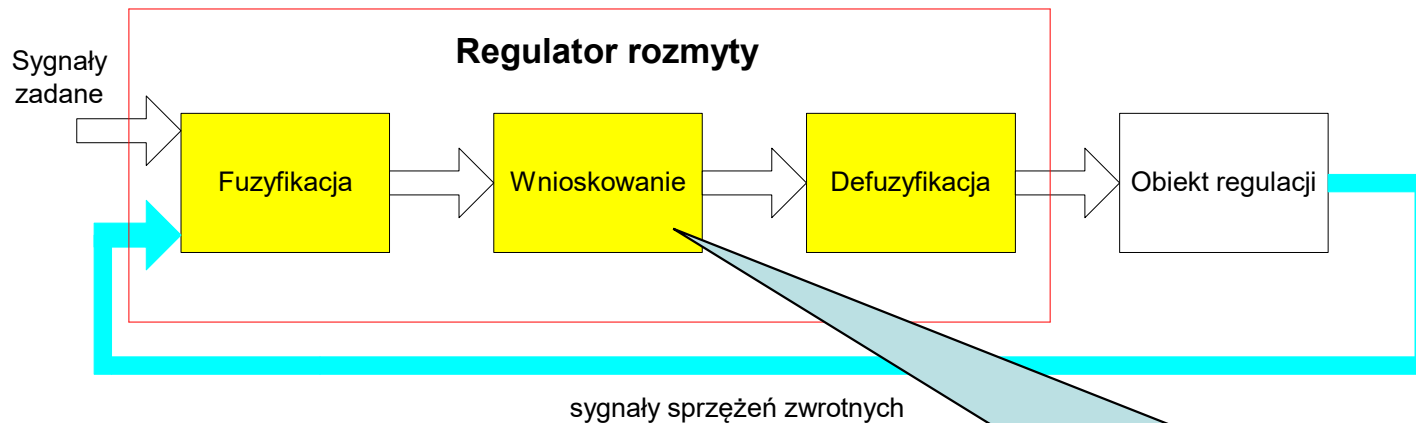 Regulator rozmyty
Sygnały
zadane
Fuzyfikacja
Wnioskowanie
Defuzyfikacja
Obiekt regulacji
sygnały sprzężeń zwrotnych